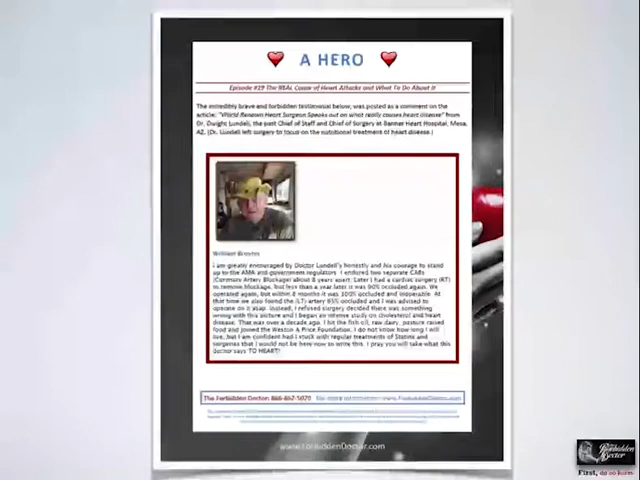 A HERO
Episode #19 The REAL Cause of Heart Attacks and What To Do About It
The incredibly brave and forbidden testimonial below, was posted as a comment on the
article: "World Renown Heart Surgeon Speaks out on what really causes heart disease" from
Dr. Dwight Lundell, the past Chief of Staff and Chief of Surgery at Banner Heart Hospital, Mesa,
AZ. (Dr. Lundell left surgery to focus on the nutritional treatment of heart disease.)
William
I am greatly encouraged by Doctor Lundell's honestly and his courage to stand
up to the AMA and government regulators. I endured two separate CABs
(Coronary Artery Blockage) about 8 years apart. Later I had a cardiac surgery (RT)
to remove blockage, but less than a year later it was 90% occluded again. We
operated again, but within 6 months it was 100% occluded and inoperable. At
that time we also found the (LT) artery 95% occluded and I was advised to
operate on it asap. Instead, I refused surgery decided there was something
wrong with this picture and I began an intense study on cholesterol and heart
disease. That was over a decade ago. I hit the fish oil, raw dairy, pasture raised
food and joined the Weston A Price Foundation. I do not know how long I will
live, but I am confident had I stuck with regular treatments of Statins and
surgeries that I would not be here now to write this. I pray you will take what this
doctor says 'TO HEART!'
The Forbidden Doctor: 866-867-5070 For more information: www.ForbiddenDoctor.com
www.ForbiddenDoctor.com
Forbidden
Doctor
First, do no harm